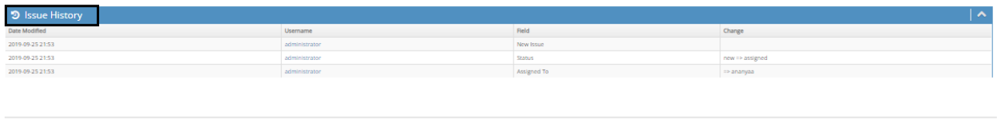 Issue History
Date Modified Username Field Change
2019-09-25 21:53 administrator New Issue
2019-09-25 21:53 administrator Status new => assigned
2019-09-25 21:53 administrator Assigned To => ananyaa